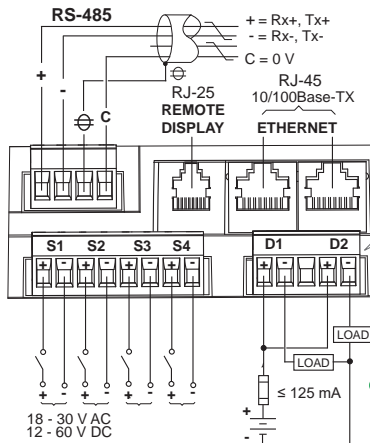 RS-485
+ = Rx+, Tx+
- = Rx-, Tx-
C = 0 V
+ - C
RJ-25
REMOTE
DISPLAY
RJ-45
10/100Base-TX
ETHERNET
S1 S2 S3 S4
+ - + - + - + -
D1 D2
+ - + -
LOAD
LOAD
+ - + - + - + -
≤ 125 mA
+
-
18 - 30 V AC
12 - 60 V DC